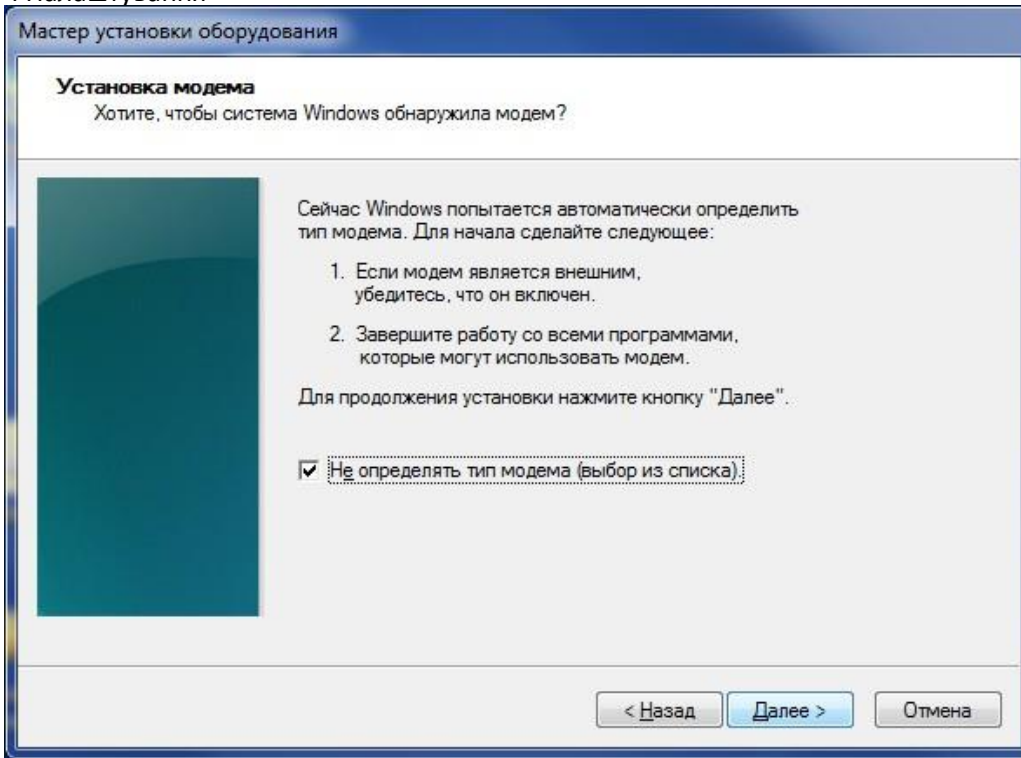 Мастер установки оборудования
Установка модема
Хотите, чтобы система Windows обнаружила модем?
Сейчас Windows попытается автоматически определить
тип модема. Для начала сделайте следующее:
1. Если модем является внешним,
убедитесь, что он включен.
2. Завершите работу со всеми программами,
которые могут использовать модем.
Для продолжения установки нажмите кнопку "Далее".
Не определять тип модема (выбор из списка).
< Назад
Далее >
Отмена